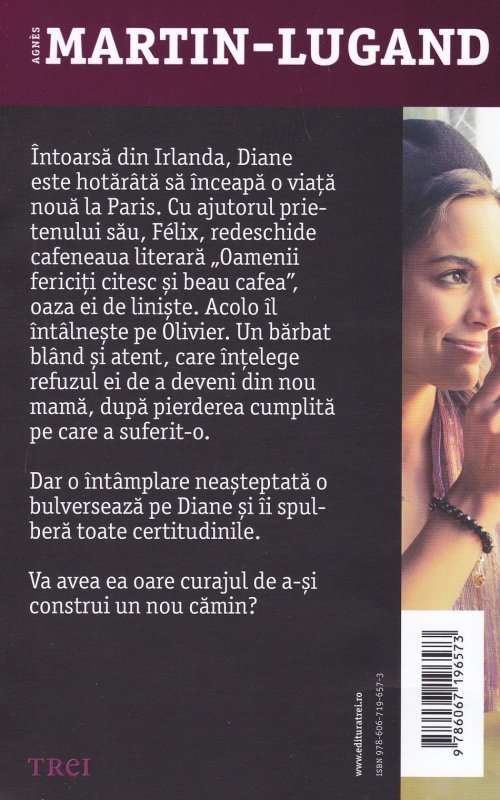 AGNÈS
MARTIN-LUGAND
Întoarsă din Irlanda, Diane
este hotărâtă să înceapă o viață
nouă la Paris. Cu ajutorul prie-
tenului său, Félix, redeschide
cafeneaua literară „Oamenii
fericiți citesc și beau cafea”,
oaza ei de liniște. Acolo îl
întâlnește pe Olivier. Un bărbat
blând și atent, care înțelege
refuzul ei de a deveni din nou
mamă, după pierderea cumplită
pe care a suferit-o.
Dar o întâmplare neașteptată o
bulversează pe Diane și îi spul-
beră toate certitudinile.
Va avea ea oare curajul de a-și
construi un nou cămin?
www.edituratrei.ro
ISBN 978-606-719-657-3
9 786067 196573
TREI